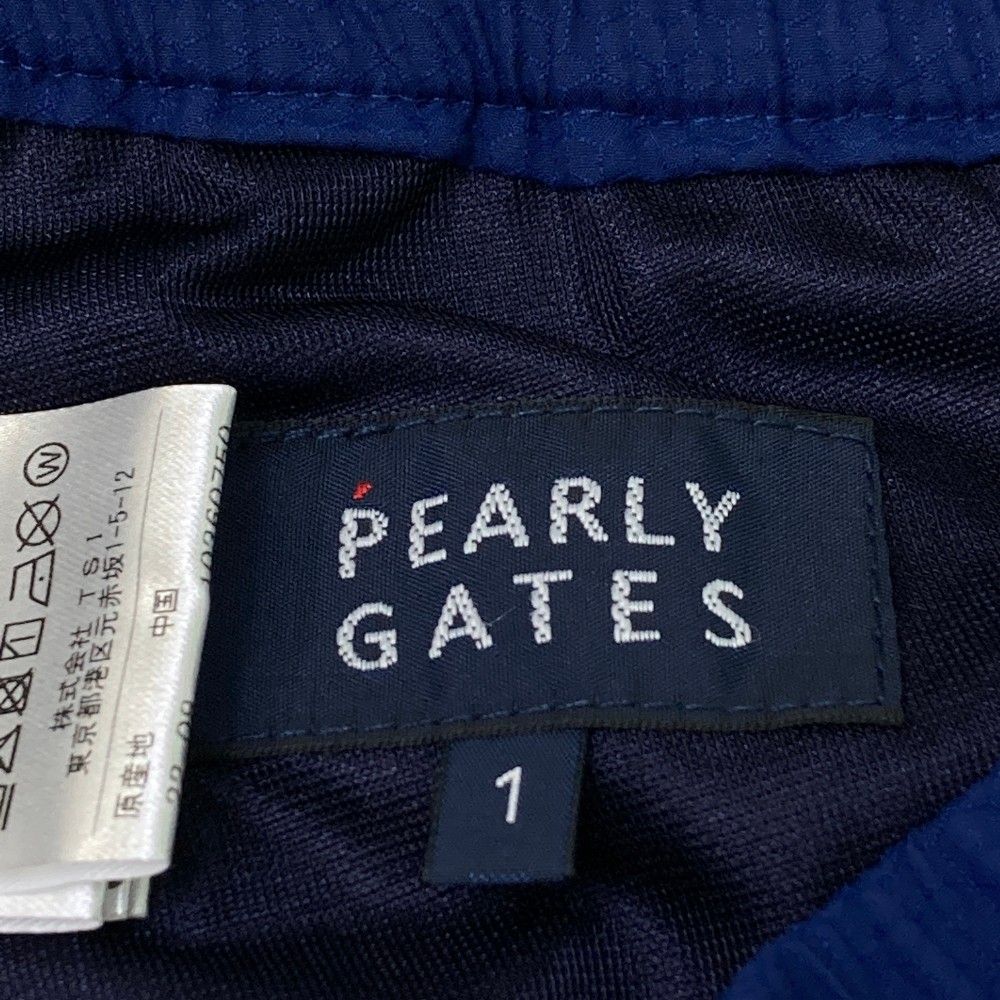 PEARLY
GATES
1
W
株式会社 TSI
東京都港区元赤坂1-5-12
原産地 中国